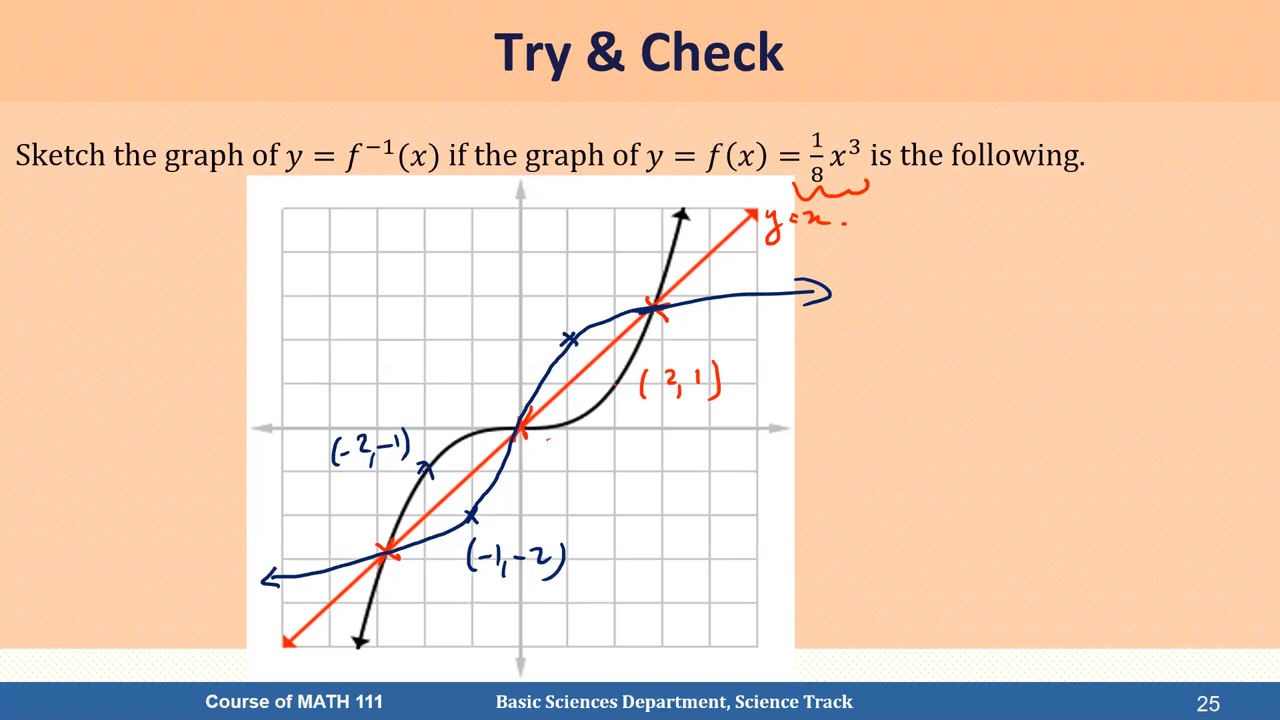 Try & Check
Sketch the graph of y = f⁻¹(x) if the graph of y = f(x) = 1/8 x³ is the following.
y = x.
(2, 1)
(-2, -1)
(-1, -2)
Course of MATH 111 Basic Sciences Department, Science Track 25